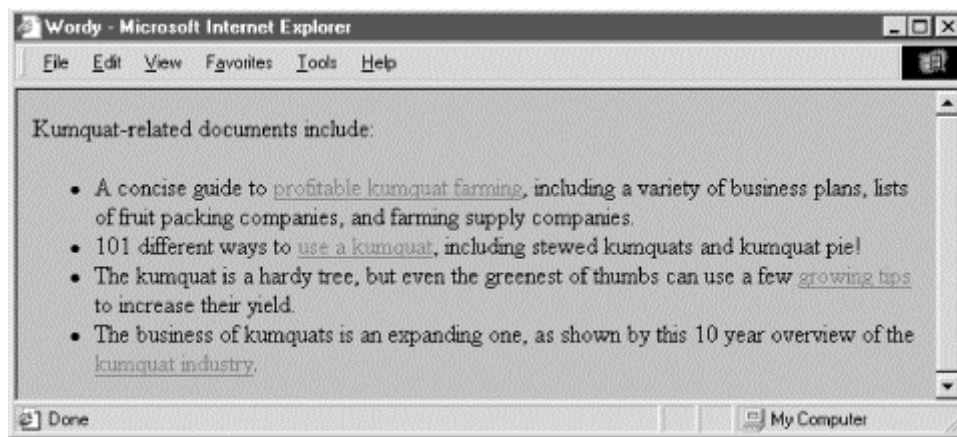 Wordy - Microsoft Internet Explorer
File Edit View Favorites Tools Help
Kumquat-related documents include:
• A concise guide to profitable kumquat farming, including a variety of business plans, lists
of fruit packing companies, and farming supply companies.
• 101 different ways to use a kumquat, including stewed kumquats and kumquat pie!
• The kumquat is a hardy tree, but even the greenest of thumbs can use a few growing tips
to increase their yield.
• The business of kumquats is an expanding one, as shown by this 10 year overview of the
kumquat industry.
Done My Computer